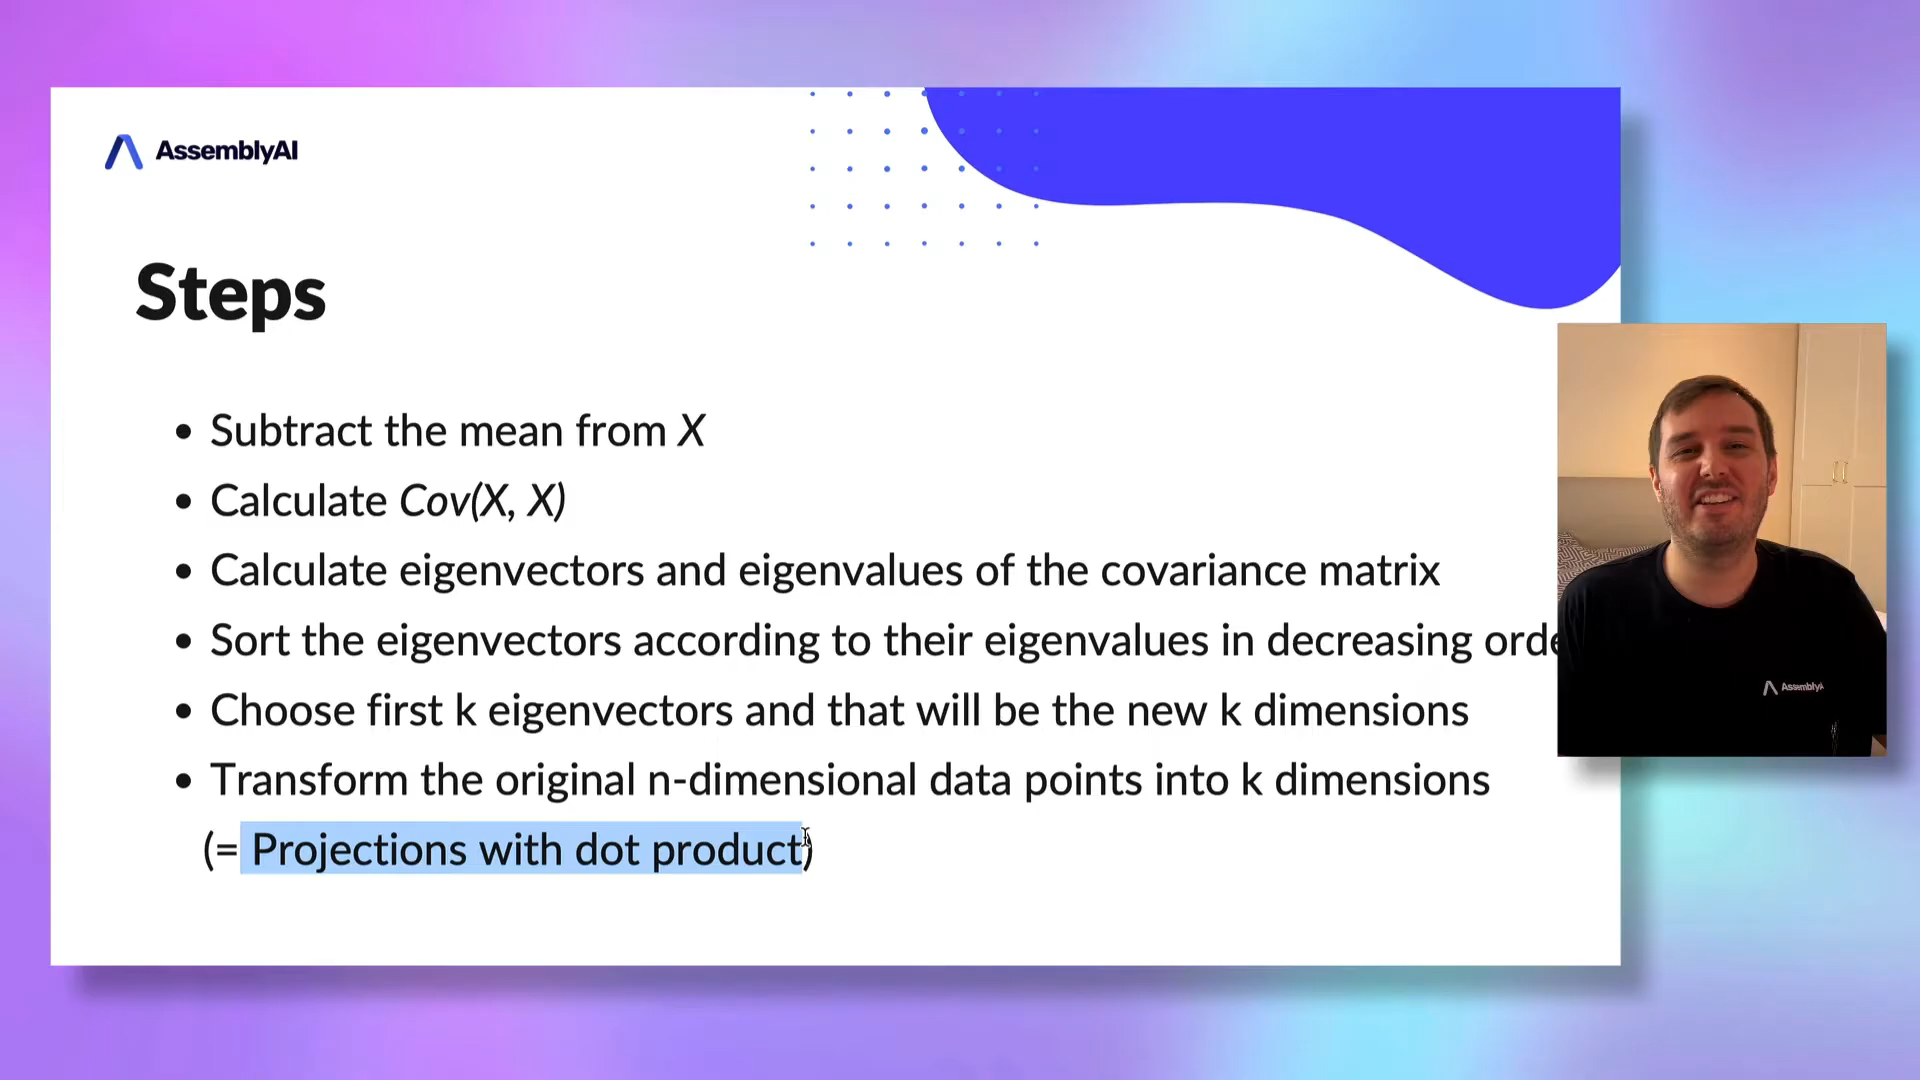 AssemblyAI
Steps
• Subtract the mean from X
• Calculate Cov(X, X)
• Calculate eigenvectors and eigenvalues of the covariance matrix
• Sort the eigenvectors according to their eigenvalues in decreasing orde
• Choose first k eigenvectors and that will be the new k dimensions
• Transform the original n-dimensional data points into k dimensions
(= Projections with dot product)
AssemblyA